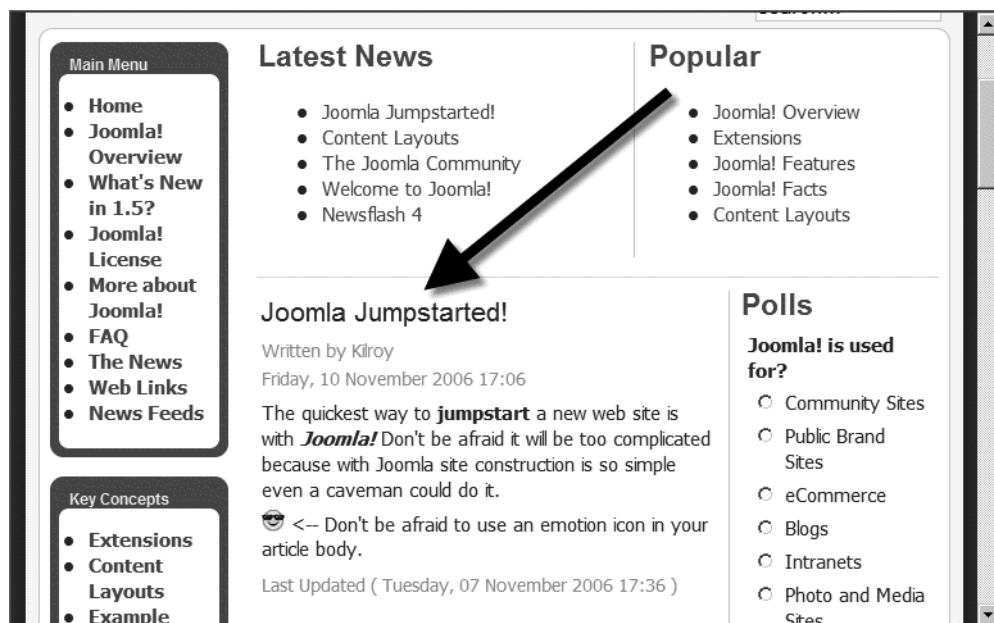 Main Menu
Home
Joomla!
Overview
What's New
in 1.5?
Joomla!
License
More about
Joomla!
FAQ
The News
Web Links
News Feeds
Key Concepts
Extensions
Content
Layouts
Example
Latest News
Joomla Jumpstarted!
Content Layouts
The Joomla Community
Welcome to Joomla!
Newsflash 4
Popular
Joomla! Overview
Extensions
Joomla! Features
Joomla! Facts
Content Layouts
Joomla Jumpstarted!
Written by Kilroy
Friday, 10 November 2006 17:06
The quickest way to jumpstart a new web site is
with Joomla! Don't be afraid it will be too complicated
because with Joomla site construction is so simple
even a caveman could do it.
<-- Don't be afraid to use an emotion icon in your
article body.
Last Updated ( Tuesday, 07 November 2006 17:36 )
Polls
Joomla! is used
for?
Community Sites
Public Brand
Sites
eCommerce
Blogs
Intranets
Photo and Media
Sites